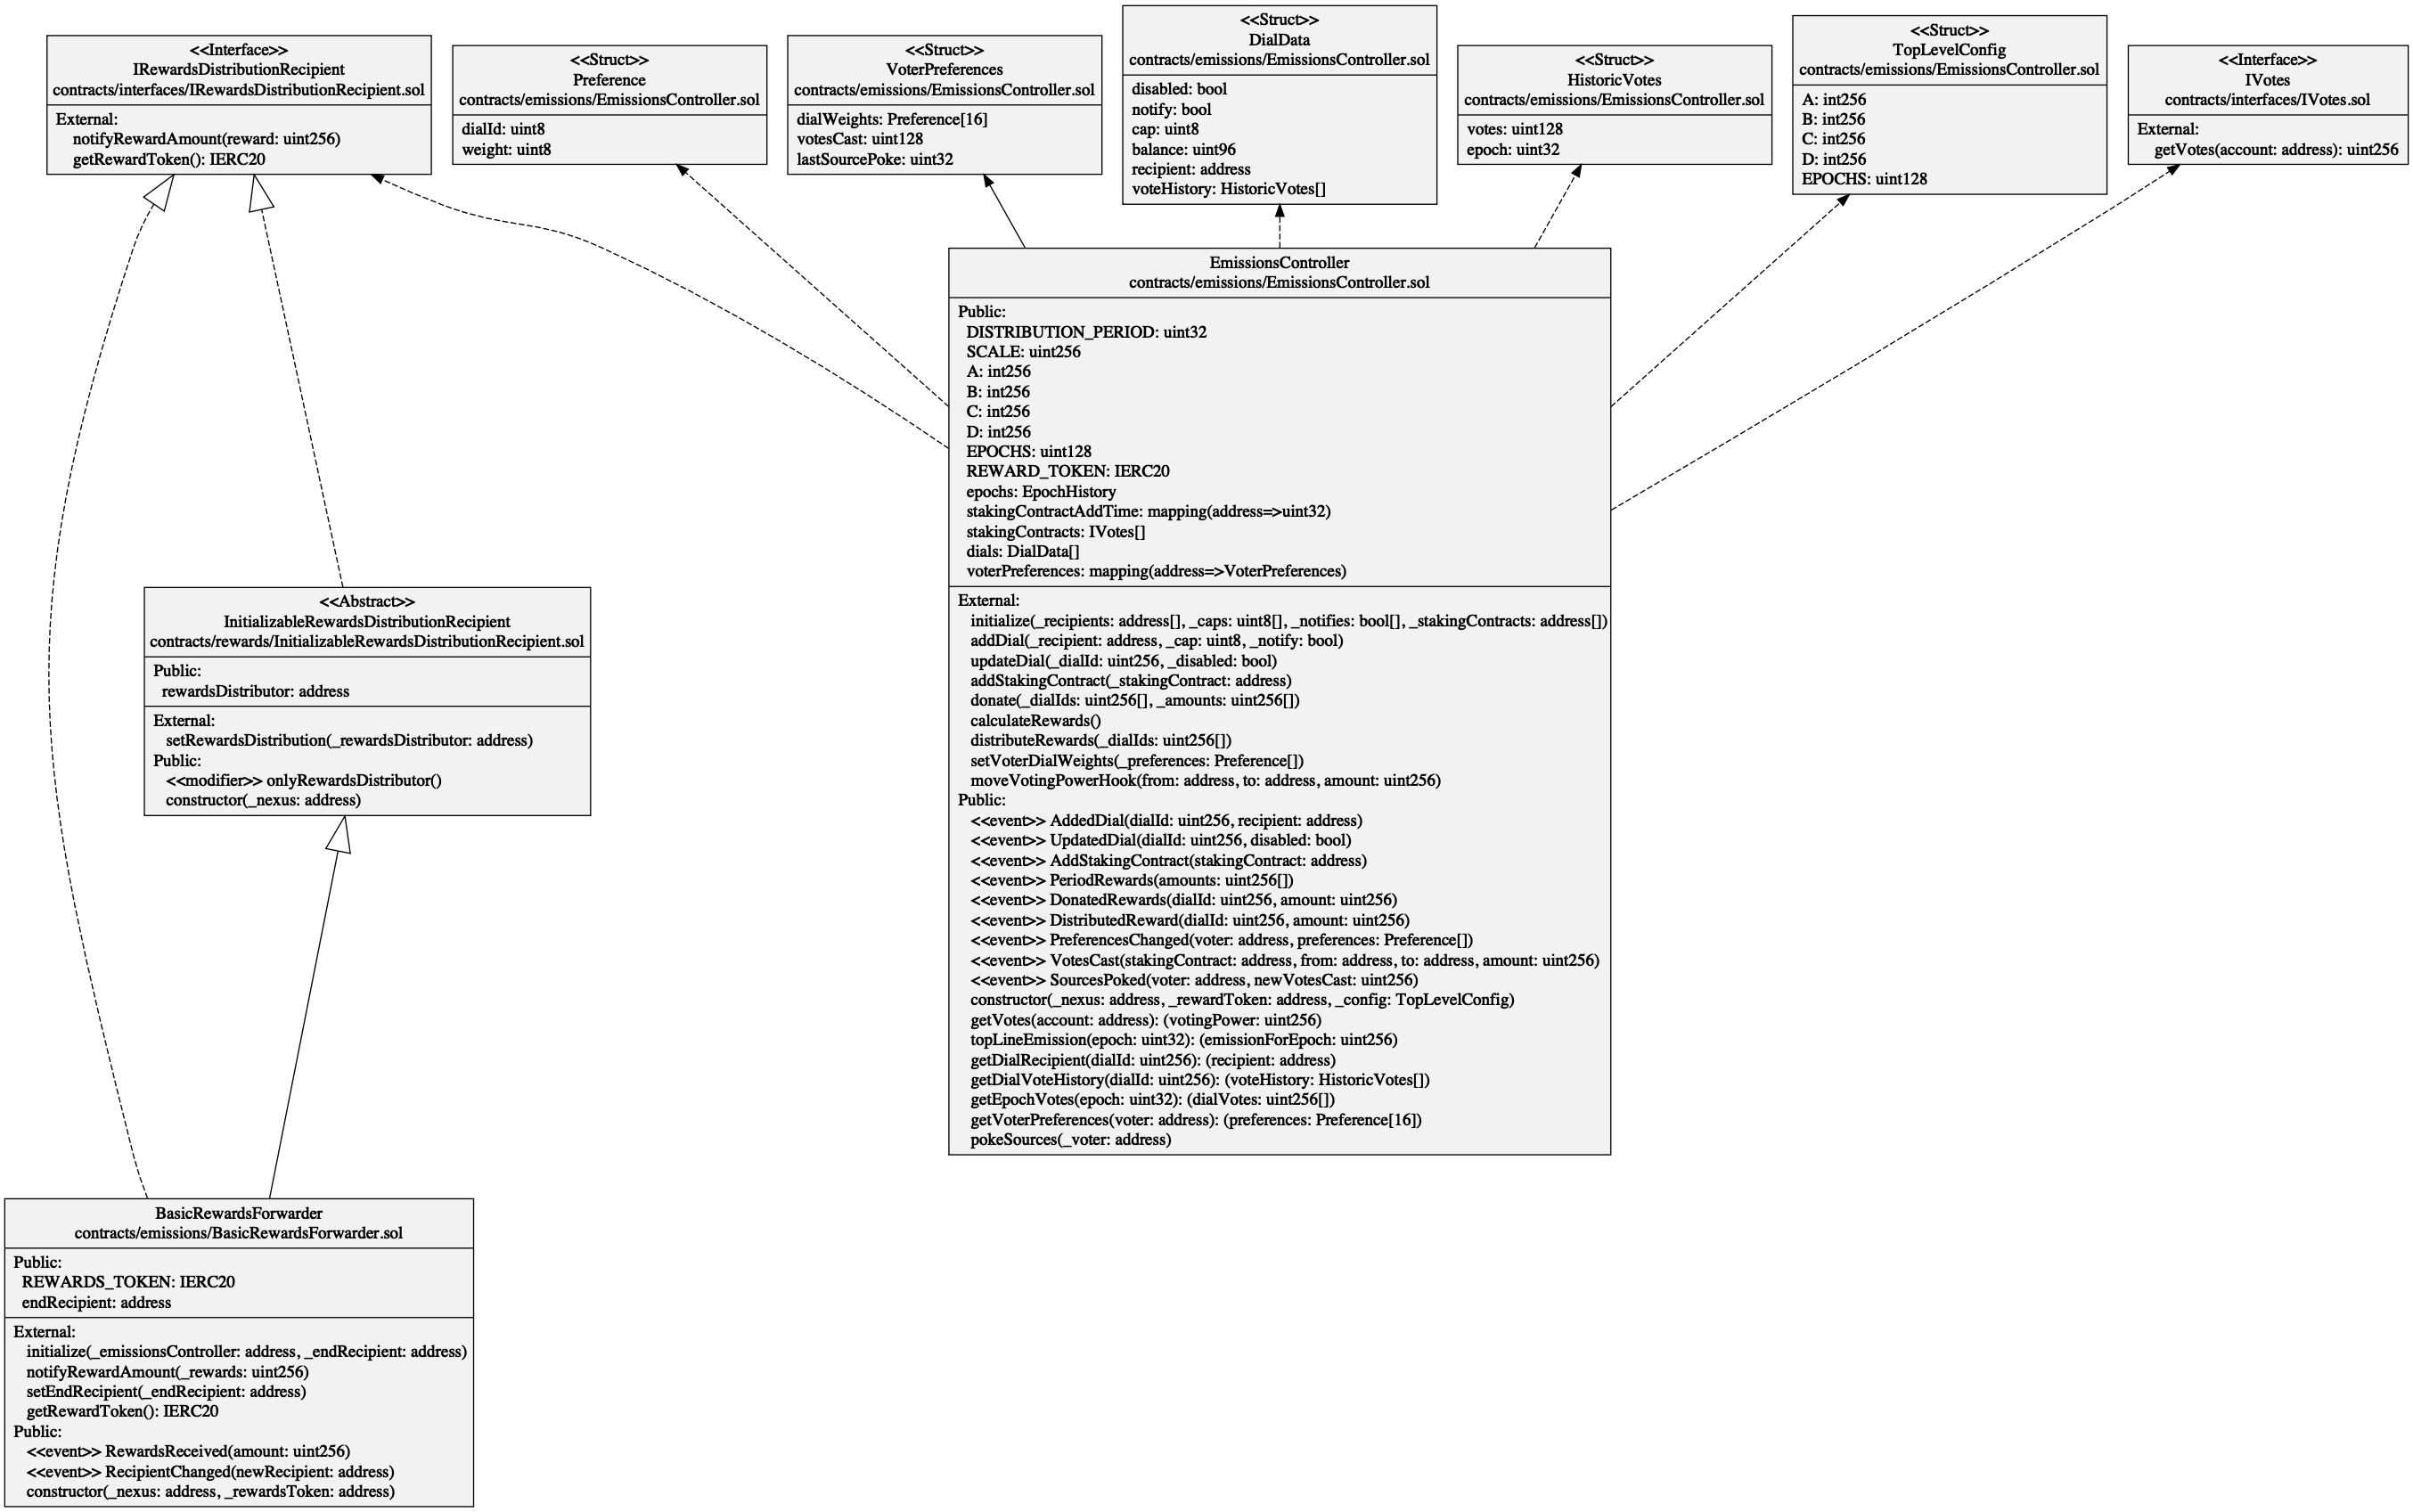 <<Interface>>
IRewardsDistributionRecipient
contracts/interfaces/IRewardsDistributionRecipient.sol
External:
notifyRewardAmount(reward: uint256)
getRewardToken(): IERC20
<<Struct>>
Preference
contracts/emissions/EmissionsController.sol
dialId: uint8
weight: uint8
<<Struct>>
VoterPreferences
contracts/emissions/EmissionsController.sol
dialWeights: Preference[16]
votesCast: uint128
lastSourcePoke: uint32
<<Struct>>
DialData
contracts/emissions/EmissionsController.sol
disabled: bool
notify: bool
cap: uint8
balance: uint96
recipient: address
voteHistory: HistoricVotes[]
<<Struct>>
HistoricVotes
contracts/emissions/EmissionsController.sol
votes: uint128
epoch: uint32
<<Struct>>
TopLevelConfig
contracts/emissions/EmissionsController.sol
A: int256
B: int256
C: int256
D: int256
EPOCHS: uint128
<<Interface>>
IVotes
contracts/interfaces/IVotes.sol
External:
getVotes(account: address): uint256
EmissionsController
contracts/emissions/EmissionsController.sol
Public:
DISTRIBUTION_PERIOD: uint32
SCALE: uint256
A: int256
B: int256
C: int256
D: int256
EPOCHS: uint128
REWARD_TOKEN: IERC20
epochs: EpochHistory
stakingContractAddTime: mapping(address=>uint32)
stakingContracts: IVotes[]
dials: DialData[]
voterPreferences: mapping(address=>VoterPreferences)
External:
initialize(_recipients: address[], _caps: uint8[], _notifies: bool[], _stakingContracts: address[])
addDial(_recipient: address, _cap: uint8, _notify: bool)
updateDial(_dialId: uint256, _disabled: bool)
addStakingContract(_stakingContract: address)
donate(_dialIds: uint256[], _amounts: uint256[])
calculateRewards()
distributeRewards(_dialIds: uint256[])
setVoterDialWeights(_preferences: Preference[])
moveVotingPowerHook(from: address, to: address, amount: uint256)
Public:
<<event>> AddedDial(dialId: uint256, recipient: address)
<<event>> UpdatedDial(dialId: uint256, disabled: bool)
<<event>> AddStakingContract(stakingContract: address)
<<event>> PeriodRewards(amounts: uint256[])
<<event>> DonatedRewards(dialId: uint256, amount: uint256)
<<event>> DistributedReward(dialId: uint256, amount: uint256)
<<event>> PreferencesChanged(voter: address, preferences: Preference[])
<<event>> VotesCast(stakingContract: address, from: address, to: address, amount: uint256)
<<event>> SourcesPoked(voter: address, newVotesCast: uint256)
constructor(_nexus: address, _rewardToken: address, _config: TopLevelConfig)
getVotes(account: address): (votingPower: uint256)
topLineEmission(epoch: uint32): (emissionForEpoch: uint256)
getDialRecipient(dialId: uint256): (recipient: address)
getDialVoteHistory(dialId: uint256): (voteHistory: HistoricVotes[])
getEpochVotes(epoch: uint32): (dialVotes: uint256[])
getVoterPreferences(voter: address): (preferences: Preference[16])
pokeSources(_voter: address)
<<Abstract>>
InitializableRewardsDistributionRecipient
contracts/rewards/InitializableRewardsDistributionRecipient.sol
Public:
rewardsDistributor: address
External:
setRewardsDistribution(_rewardsDistributor: address)
Public:
<<modifier>> onlyRewardsDistributor()
constructor(_nexus: address)
BasicRewardsForwarder
contracts/emissions/BasicRewardsForwarder.sol
Public:
REWARDS_TOKEN: IERC20
endRecipient: address
External:
initialize(_emissionsController: address, _endRecipient: address)
notifyRewardAmount(_rewards: uint256)
setEndRecipient(_endRecipient: address)
getRewardToken(): IERC20
Public:
<<event>> RewardsReceived(amount: uint256)
<<event>> RecipientChanged(newRecipient: address)
constructor(_nexus: address, _rewardsToken: address)